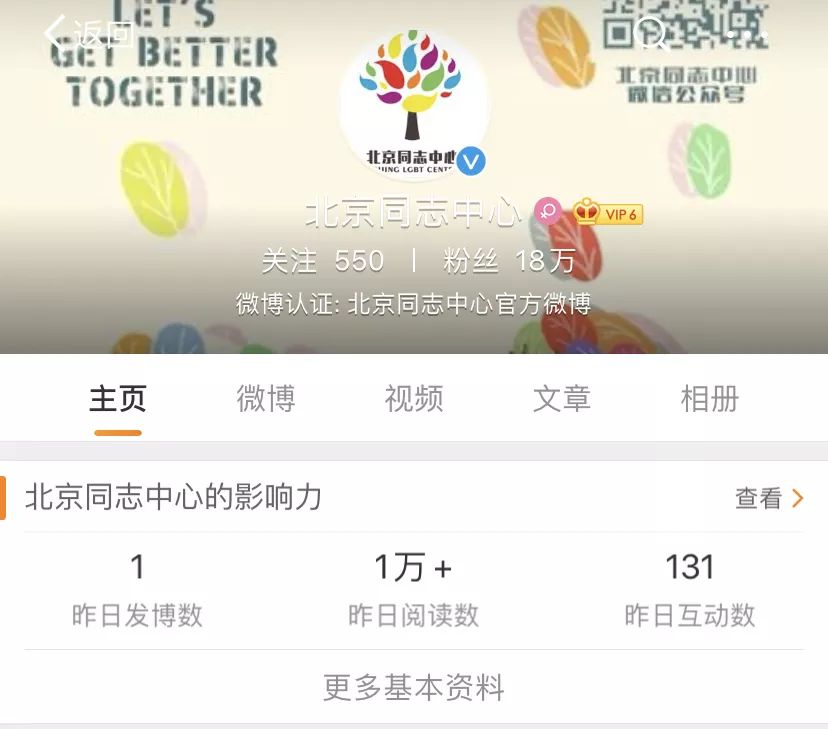 返回
LET'S
GET BETTER
TOGETHER
北京同志中心
微信公众号
北京同志中心
北京同志中心 VIP 6
关注 550 | 粉丝 18万
微博认证: 北京同志中心官方微博
主页 微博 视频 文章 相册
北京同志中心的影响力 查看
1 1万+ 131
昨日发博数 昨日阅读数 昨日互动数
更多基本资料